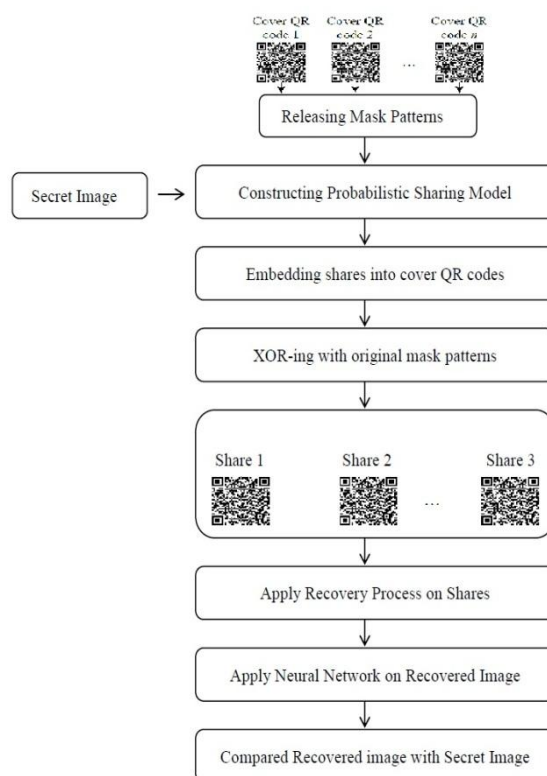 Cover QR code 1
Cover QR code 2
...
Cover QR code n
Releasing Mask Patterns
Secret Image
Constructing Probabilistic Sharing Model
Embedding shares into cover QR codes
XOR-ing with original mask patterns
Share 1
Share 2
Share 3
...
Apply Recovery Process on Shares
Apply Neural Network on Recovered Image
Compared Recovered image with Secret Image